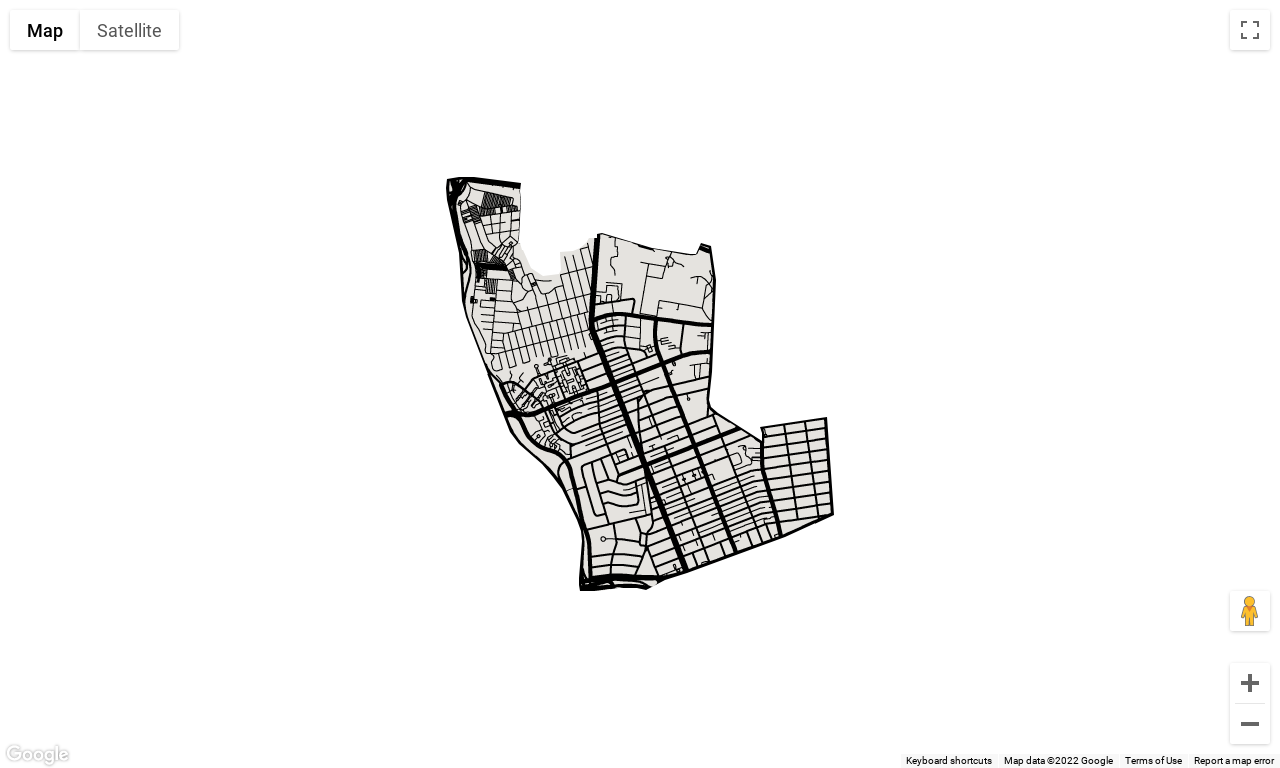 Map
Satellite
Google
Keyboard shortcuts
Map data ©2022 Google
Terms of Use
Report a map error